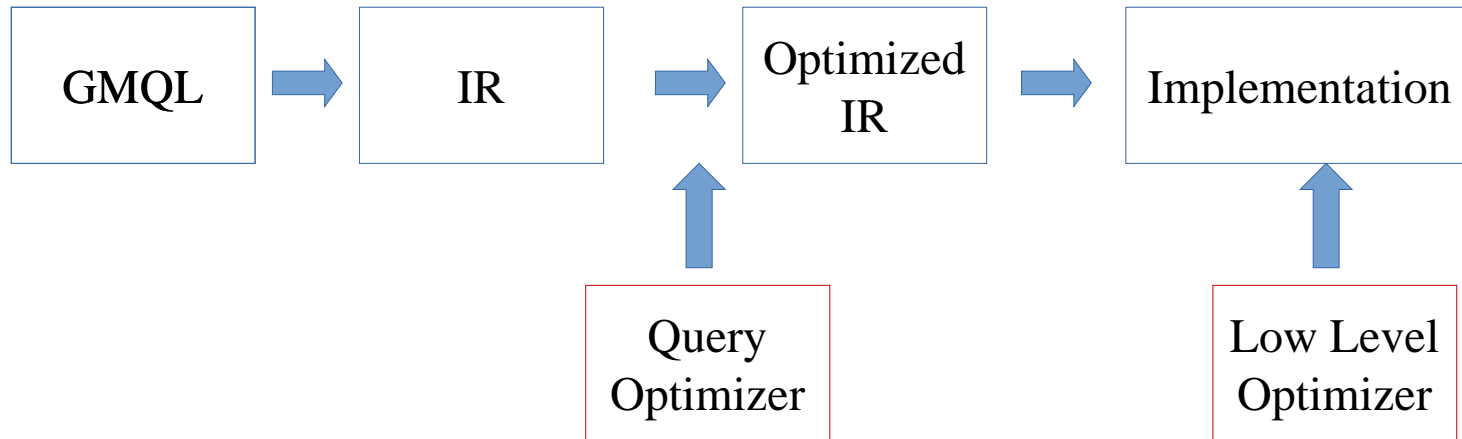 GMQL
IR
Optimized
IR
Implementation
Query
Optimizer
Low Level
Optimizer